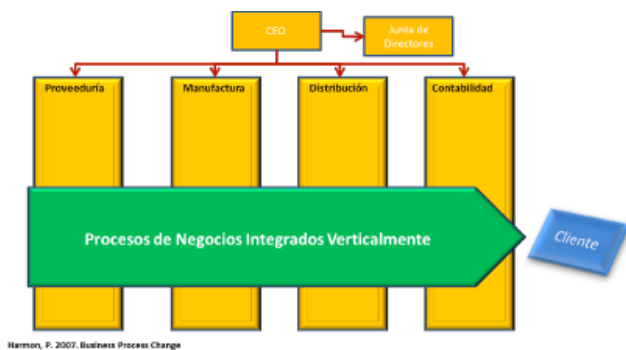 CEO
Junta de
Directores
Proveeduría
Manufactura
Distribución
Contabilidad
Procesos de Negocios Integrados Verticalmente
Cliente
Harmon, P. 2007. Business Process Change